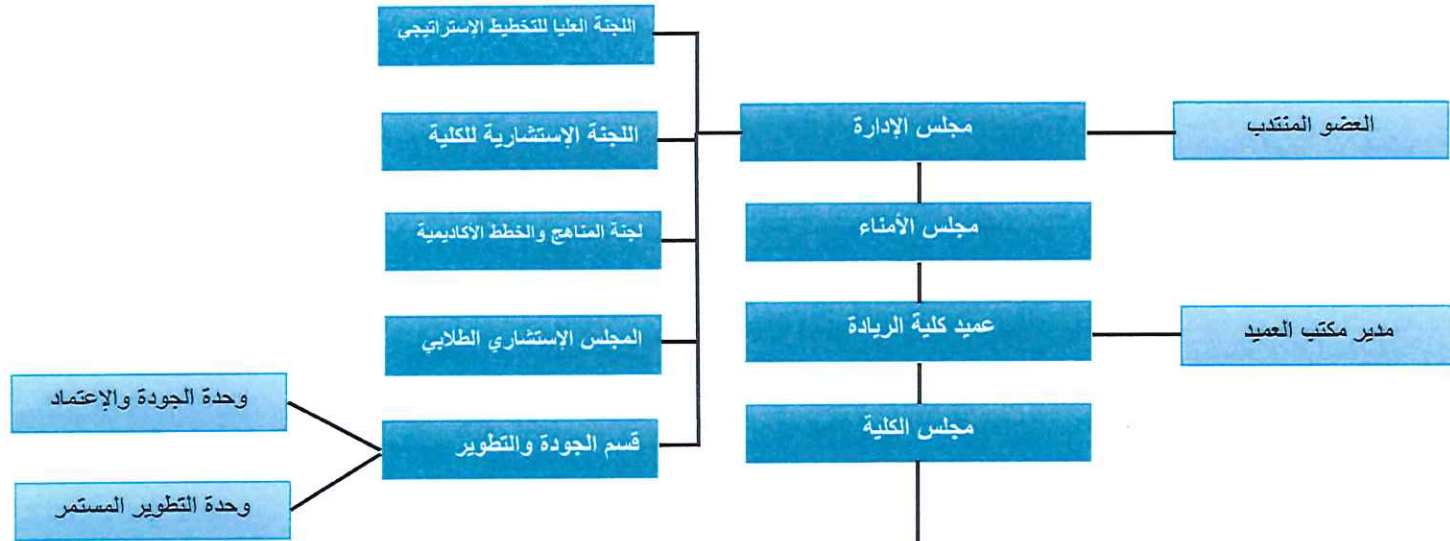 اللجنة العليا للتخطيط الإستراتيجي
العضو المنتدب
مجلس الإدارة
اللجنة الإستشارية للكلية
مجلس الأمناء
لجنة المناهج والخطط الأكاديمية
مدير مكتب العميد
عميد كلية الريادة
المجلس الإستشاري الطلابي
وحدة الجودة والإعتماد
مجلس الكلية
قسم الجودة والتطوير
وحدة التطوير المستمر